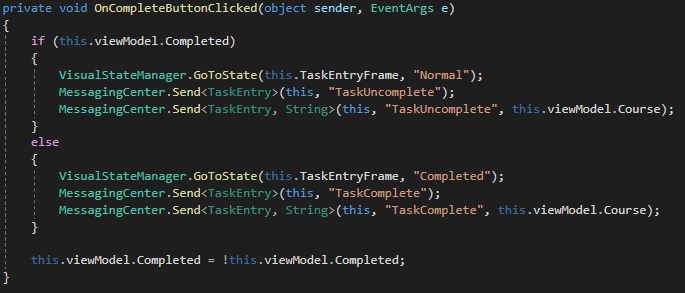 private void OnCompleteButtonClicked(object sender, EventArgs e)
{
if (this.viewModel.Completed)
{
VisualStateManager.GoToState(this.TaskEntryFrame, "Normal");
MessagingCenter.Send<TaskEntry>(this, "TaskUncomplete");
MessagingCenter.Send<TaskEntry, String>(this, "TaskUncomplete", this.viewModel.Course);
}
else
{
VisualStateManager.GoToState(this.TaskEntryFrame, "Completed");
MessagingCenter.Send<TaskEntry>(this, "TaskComplete");
MessagingCenter.Send<TaskEntry, String>(this, "TaskComplete", this.viewModel.Course);
}
this.viewModel.Completed = !this.viewModel.Completed;
}